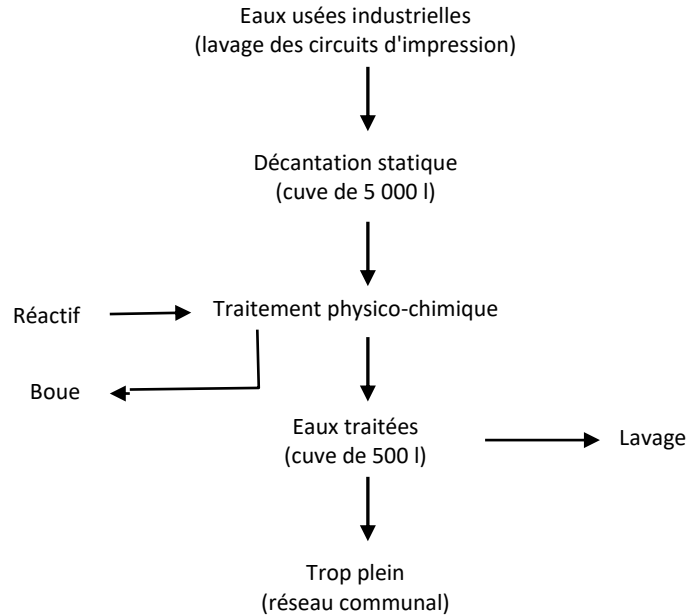 Eaux usées industrielles
(lavage des circuits d'impression)
Décantation statique
(cuve de 5 000 l)
Réactif
Traitement physico-chimique
Boue
Eaux traitées
(cuve de 500 l)
Lavage
Trop plein
(réseau communal)